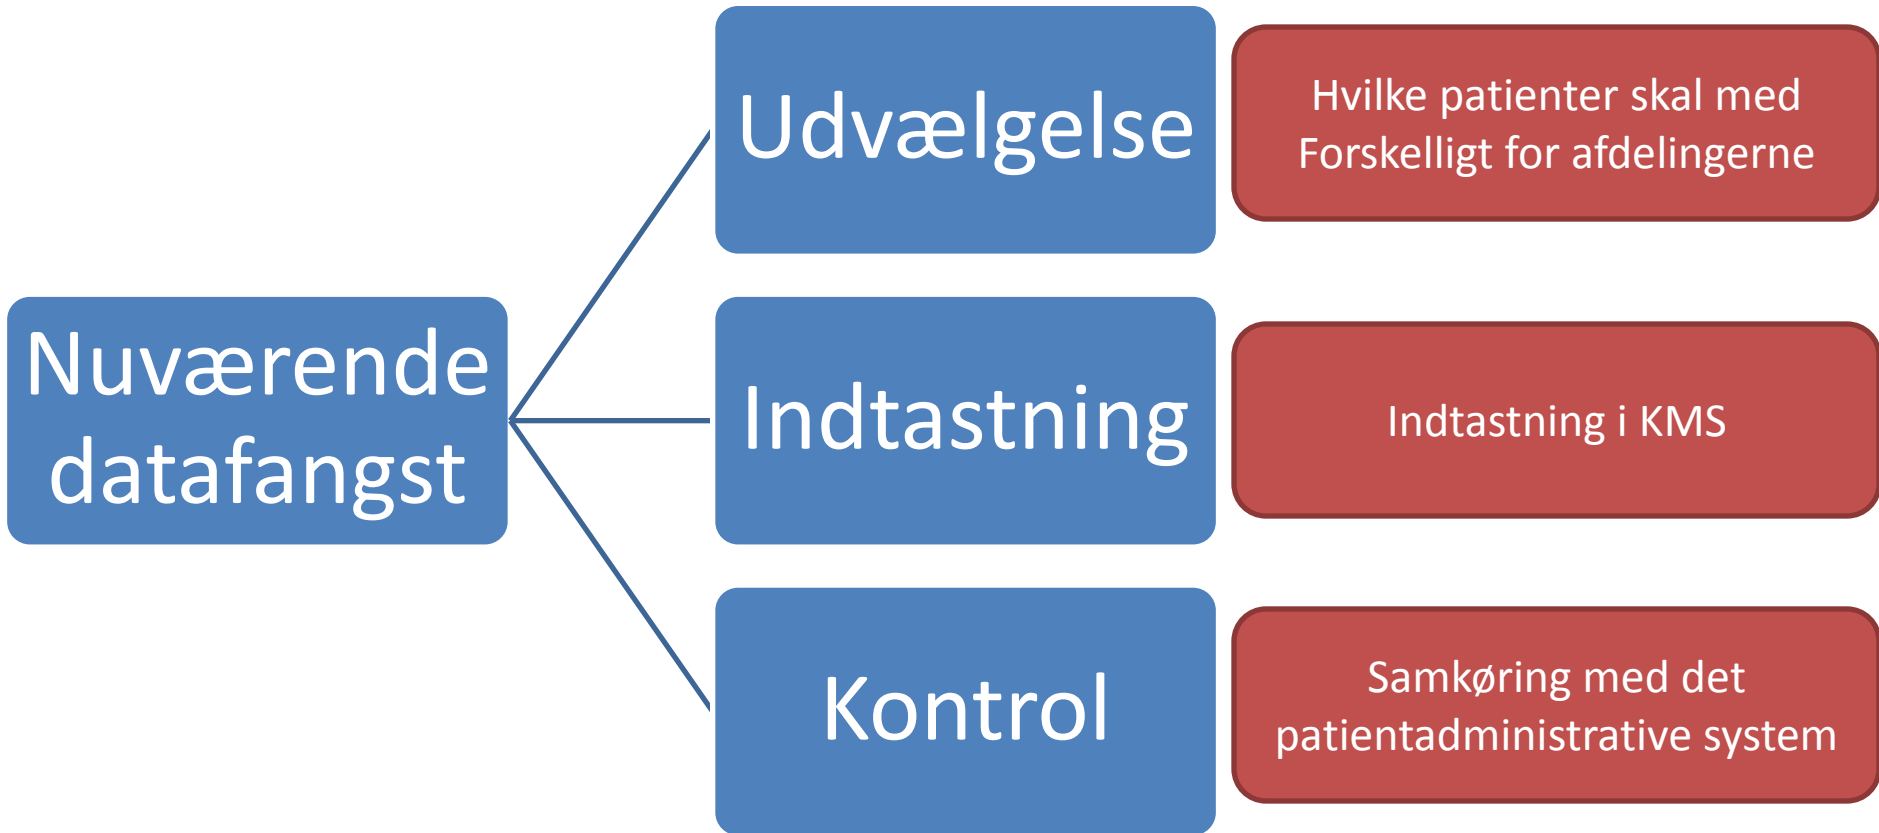 Nuværende
datafangst
Udvælgelse
Hvilke patienter skal med
Forskelligt for afdelingerne
Indtastning
Indtastning i KMS
Kontrol
Samkøring med det
patientadministrative system